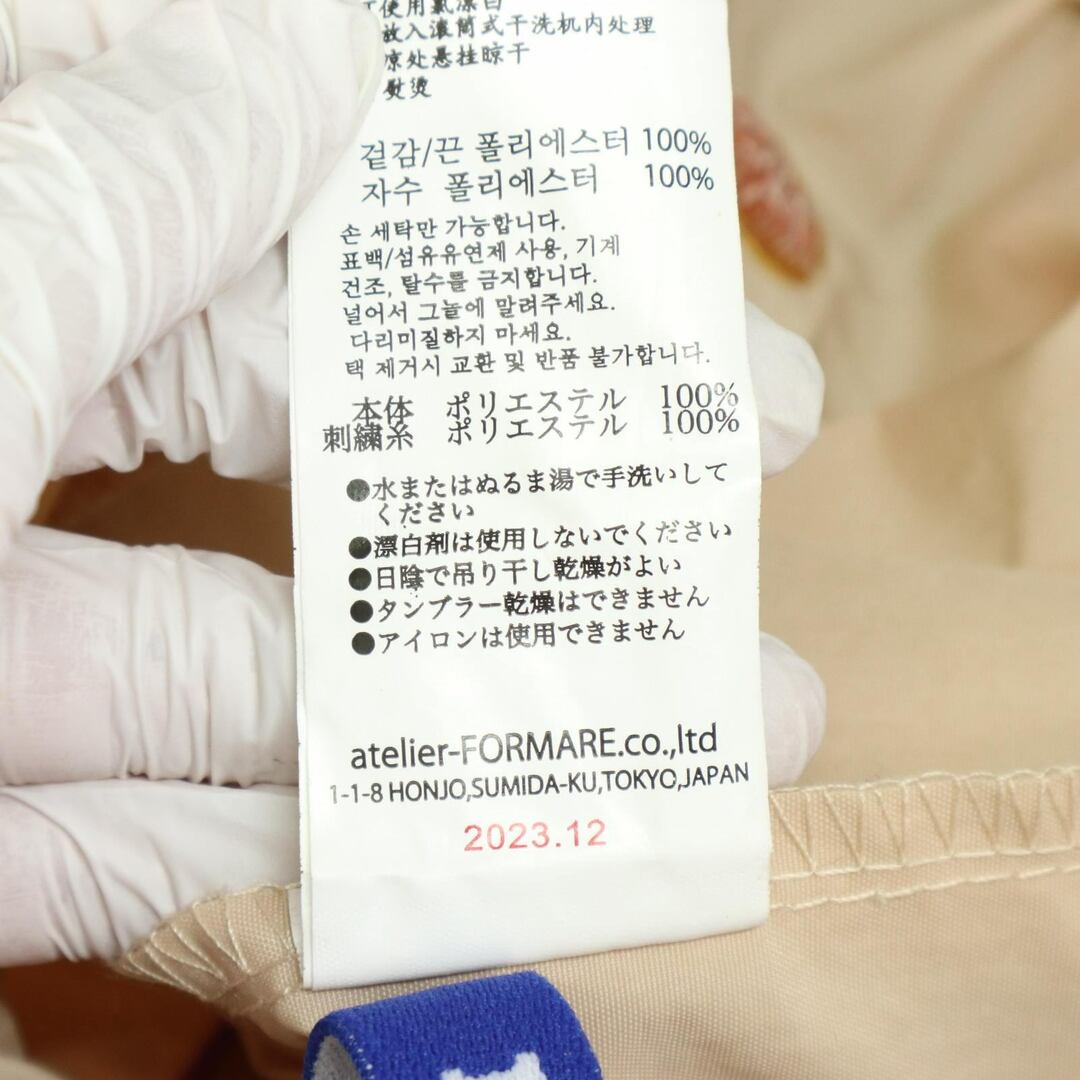 使用氯漂白
放入滚筒式干洗机内处理
凉处悬挂晾干
熨烫
겉감/끈 폴리에스터 100%
자수 폴리에스터 100%
손 세탁만 가능합니다.
표백/섬유유연제 사용, 기계
건조, 탈수를 금지합니다.
널어서 그늘에 말려주세요.
다리미질하지 마세요.
택 제거시 교환 및 반품 불가합니다.
本体 ポリエステル 100%
刺繍糸 ポリエステル 100%
●水またはぬるま湯で手洗いして
ください
●漂白剤は使用しないでください
●日陰で吊り干し乾燥がよい
●タンブラー乾燥はできません
●アイロンは使用できません
atelier-FORMARE.co.,ltd
1-1-8 HONJO,SUMIDA-KU,TOKYO,JAPAN
2023.12